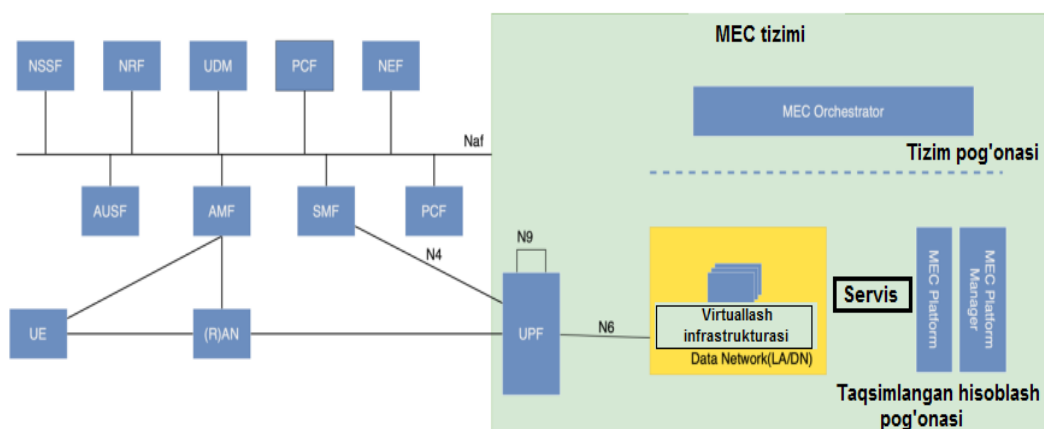 MEC tizimi
NSSF
NRF
UDM
PCF
NEF
MEC Orchestrator
Naf
Tizim pog'onasi
AUSF
AMF
SMF
PCF
N9
N4
MEC Platform
MEC Platform
Manager
Servis
Virtuallash
infrastrukturasi
UE
(R)AN
UPF
N6
Data Network(LA/DN)
Taqsimlangan hisoblash
pog'onasi